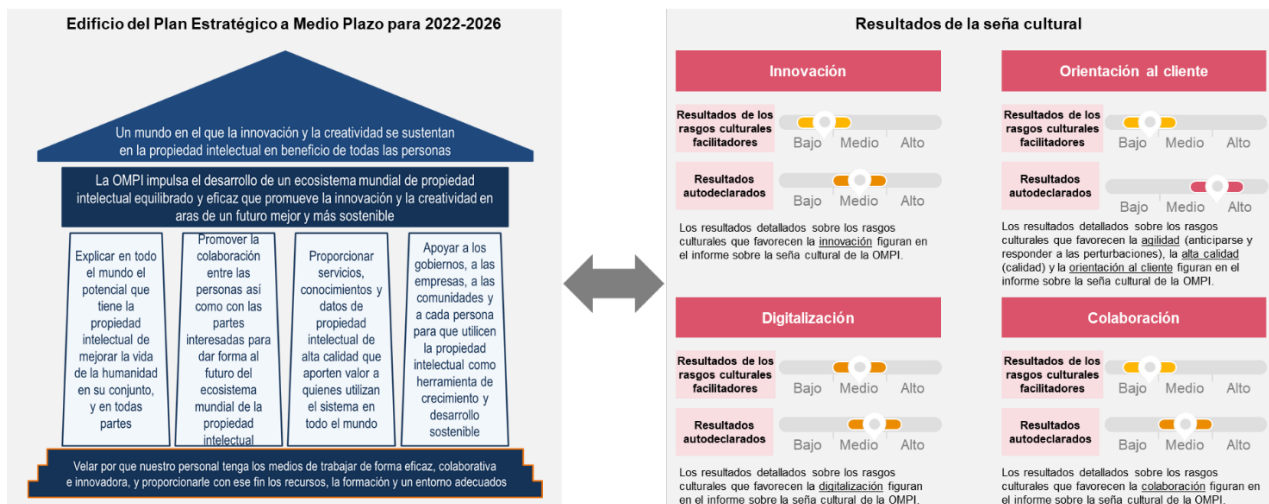 Edificio del Plan Estratégico a Medio Plazo para 2022-2026
Un mundo en el que la innovación y la creatividad se sustentan
en la propiedad intelectual en beneficio de todas las personas
La OMPI impulsa el desarrollo de un ecosistema mundial de propiedad
intelectual equilibrado y eficaz que promueve la innovación y la creatividad en
aras de un futuro mejor y más sostenible
Explicar en todo
el mundo el
potencial que
tiene la
propiedad
intelectual de
mejorar la vida
de la humanidad
en su conjunto,
y en todas
partes
Promover la
colaboración
entre las
personas así
como con las
partes
interesadas para
dar forma al
futuro del
ecosistema
mundial de la
propiedad
intelectual
Proporcionar
servicios,
conocimientos y
datos de
propiedad
intelectual de
alta calidad que
aporten valor a
quienes utilizan
el sistema en
todo el mundo
Apoyar a los
gobiernos, a las
empresas, a las
comunidades y
a cada persona
para que utilicen
la propiedad
intelectual como
herramienta de
crecimiento y
desarrollo
sostenible
Velar por que nuestro personal tenga los medios de trabajar de forma eficaz, colaborativa
e innovadora, y proporcionarle con ese fin los recursos, la formación y un entorno adecuados
Resultados de la seña cultural
Innovación
Resultados de los
rasgos culturales
facilitadores
Bajo Medio Alto
Resultados
autodeclarados
Bajo Medio Alto
Los resultados detallados sobre los rasgos
culturales que favorecen la innovación figuran en
el informe sobre la seña cultural de la OMPI.
Orientación al cliente
Resultados de los
rasgos culturales
facilitadores
Bajo Medio Alto
Resultados
autodeclarados
Bajo Medio Alto
Los resultados detallados sobre los rasgos
culturales que favorecen la agilidad (anticiparse y
responder a las perturbaciones), la alta calidad
(calidad) y la orientación al cliente figuran en el
informe sobre la seña cultural de la OMPI.
Digitalización
Resultados de los
rasgos culturales
facilitadores
Bajo Medio Alto
Resultados
autodeclarados
Bajo Medio Alto
Los resultados detallados sobre los rasgos
culturales que favorecen la digitalización figuran
en el informe sobre la seña cultural de la OMPI.
Colaboración
Resultados de los
rasgos culturales
facilitadores
Bajo Medio Alto
Resultados
autodeclarados
Bajo Medio Alto
Los resultados detallados sobre los rasgos
culturales que favorecen la colaboración figuran en
el informe sobre la seña cultural de la OMPI.